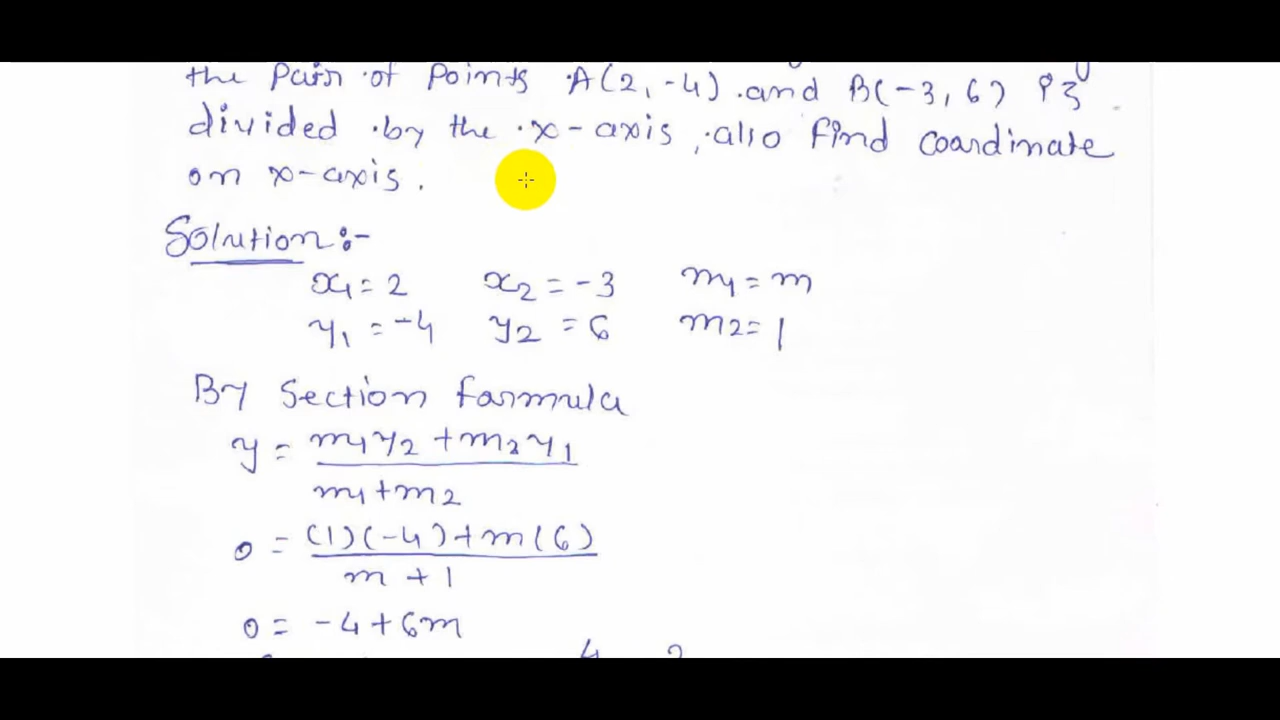 the Pair of Points A(2, -4) and B(-3, 6) is
divided by the x-axis, also find coordinate
on x-axis.
Solution:-
x1 = 2 x2 = -3 m1 = m
y1 = -4 y2 = 6 m2 = 1
By Section formula
y = m1y2 + m2y1
m1 + m2
0 = (1)(-4) + m(6)
m + 1
0 = -4 + 6m